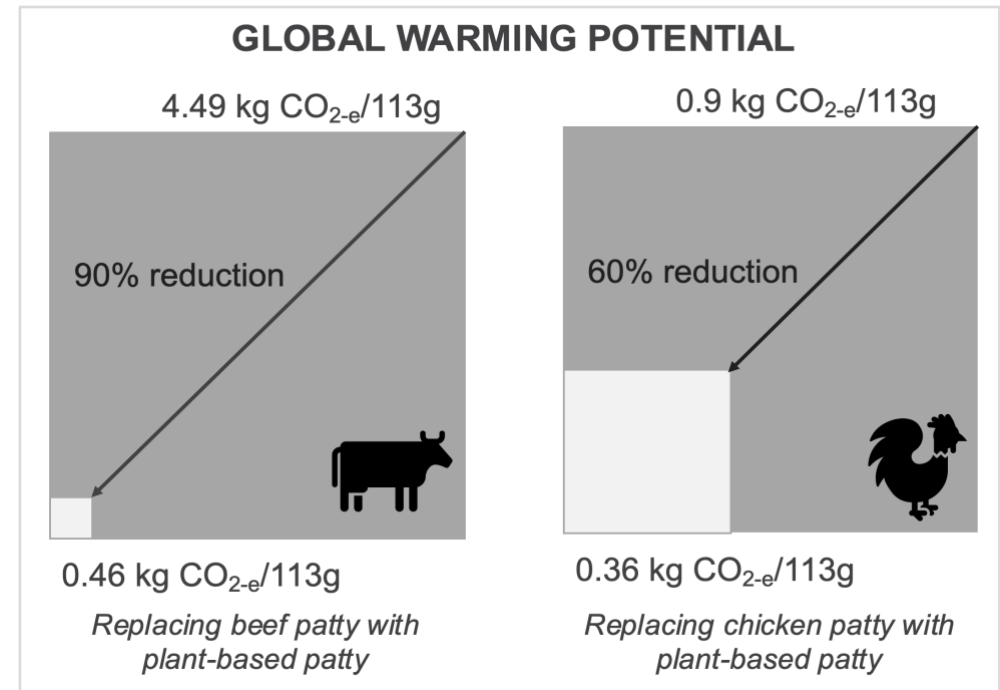 GLOBAL WARMING POTENTIAL
4.49 kg CO₂₋ₑ/113g
90% reduction
0.46 kg CO₂₋ₑ/113g
Replacing beef patty with
plant-based patty
0.9 kg CO₂₋ₑ/113g
60% reduction
0.36 kg CO₂₋ₑ/113g
Replacing chicken patty with
plant-based patty